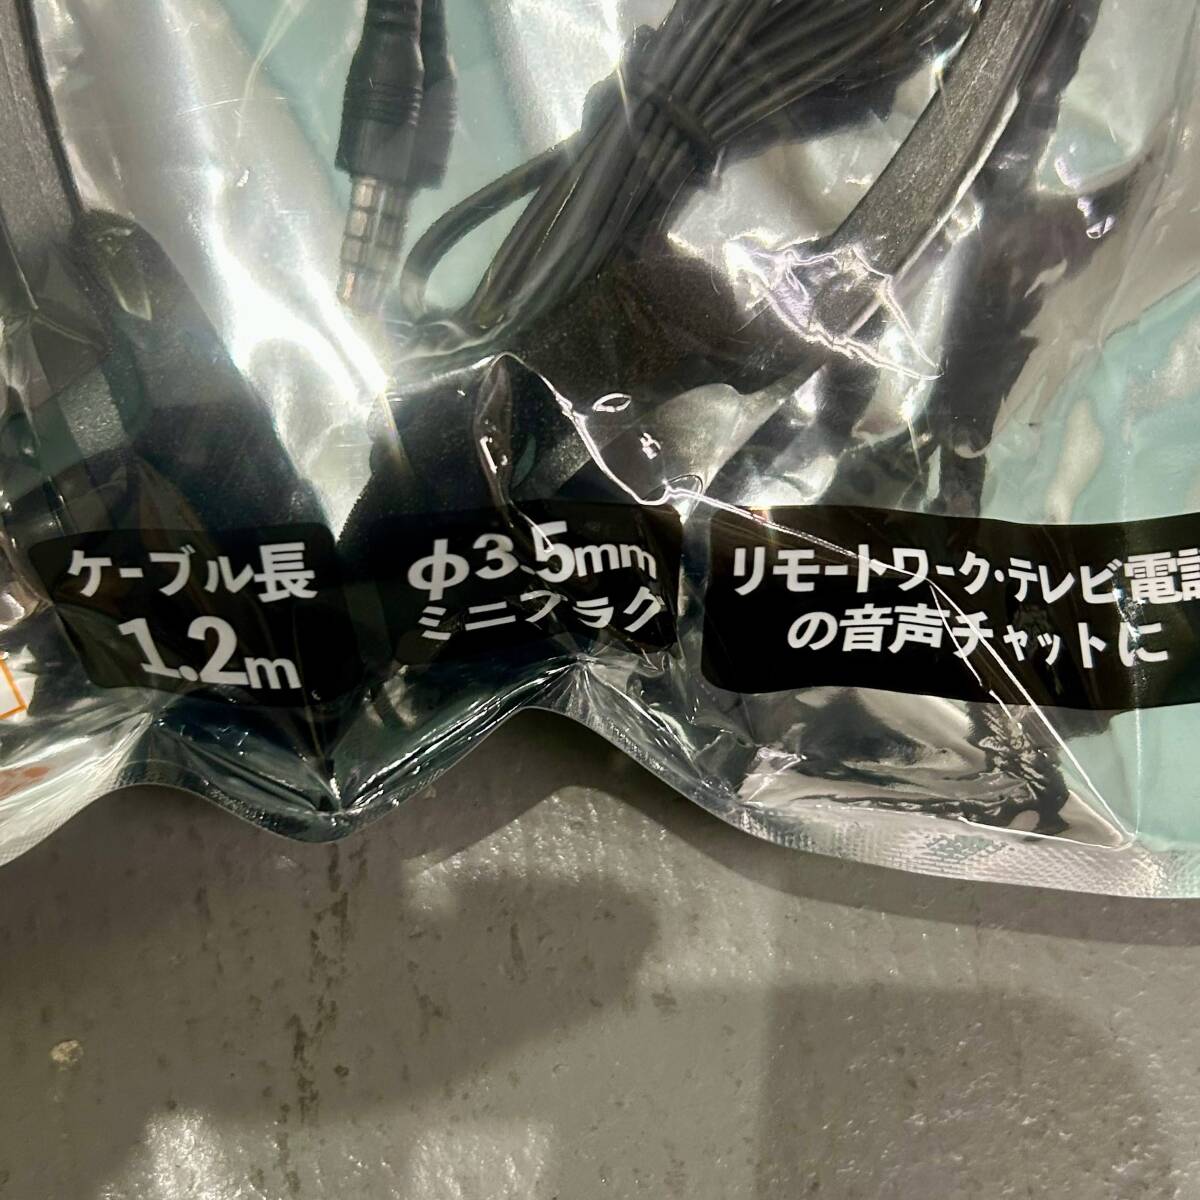 ケーブル長
1.2m
φ3.5mm
ミニプラグ
リモートワーク・テレビ電話
の音声チャットに